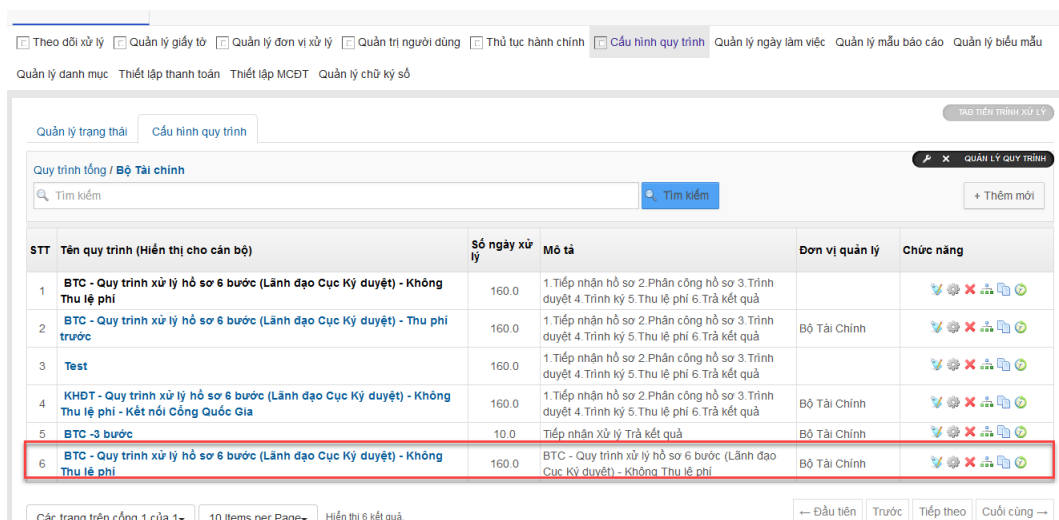 Theo dõi xử lý Quản lý giấy tờ Quản lý đơn vị xử lý Quản trị người dùng Thủ tục hành chính Cấu hình quy trình Quản lý ngày làm việc Quản lý mẫu báo cáo Quản lý biểu mẫu
Quản lý danh mục Thiết lập thanh toán Thiết lập MCĐT Quản lý chữ ký số
TAB TIẾN TRÌNH XỬ LÝ
Quản lý trạng thái Cấu hình quy trình
QUẢN LÝ QUY TRÌNH
Quy trình tổng / Bộ Tài chính
Tìm kiếm Tìm kiếm + Thêm mới
STT Tên quy trình (Hiển thị cho cán bộ) Số ngày xử lý Mô tả Đơn vị quản lý Chức năng
1 BTC - Quy trình xử lý hồ sơ 6 bước (Lãnh đạo Cục Ký duyệt) - Không Thu lệ phí 160.0 1.Tiếp nhận hồ sơ 2.Phân công hồ sơ 3.Trình duyệt 4.Trình ký 5.Thu lệ phí 6.Trả kết quả
2 BTC - Quy trình xử lý hồ sơ 6 bước (Lãnh đạo Cục Ký duyệt) - Thu phí trước 160.0 1.Tiếp nhận hồ sơ 2.Phân công hồ sơ 3.Trình duyệt 4.Trình ký 5.Thu lệ phí 6.Trả kết quả Bộ Tài Chính
3 Test 160.0 1.Tiếp nhận hồ sơ 2.Phân công hồ sơ 3.Trình duyệt 4.Trình ký 5.Thu lệ phí 6.Trả kết quả
4 KHĐT - Quy trình xử lý hồ sơ 6 bước (Lãnh đạo Cục Ký duyệt) - Không Thu lệ phí - Kết nối Cổng Quốc Gia 160.0 1.Tiếp nhận hồ sơ 2.Phân công hồ sơ 3.Trình duyệt 4.Trình ký 5.Thu lệ phí 6.Trả kết quả Bộ Tài Chính
5 BTC -3 bước 10.0 Tiếp nhận Xử lý Trả kết quả Bộ Tài Chính
6 BTC - Quy trình xử lý hồ sơ 6 bước (Lãnh đạo Cục Ký duyệt) - Không Thu lệ phí 160.0 BTC - Quy trình xử lý hồ sơ 6 bước (Lãnh đạo Cục Ký duyệt) - Không Thu lệ phí Bộ Tài Chính
Các trang trên cổng 1 của 1 10 Items per Page Hiển thị 6 kết quả. ← Đầu tiên Trước Tiếp theo Cuối cùng →